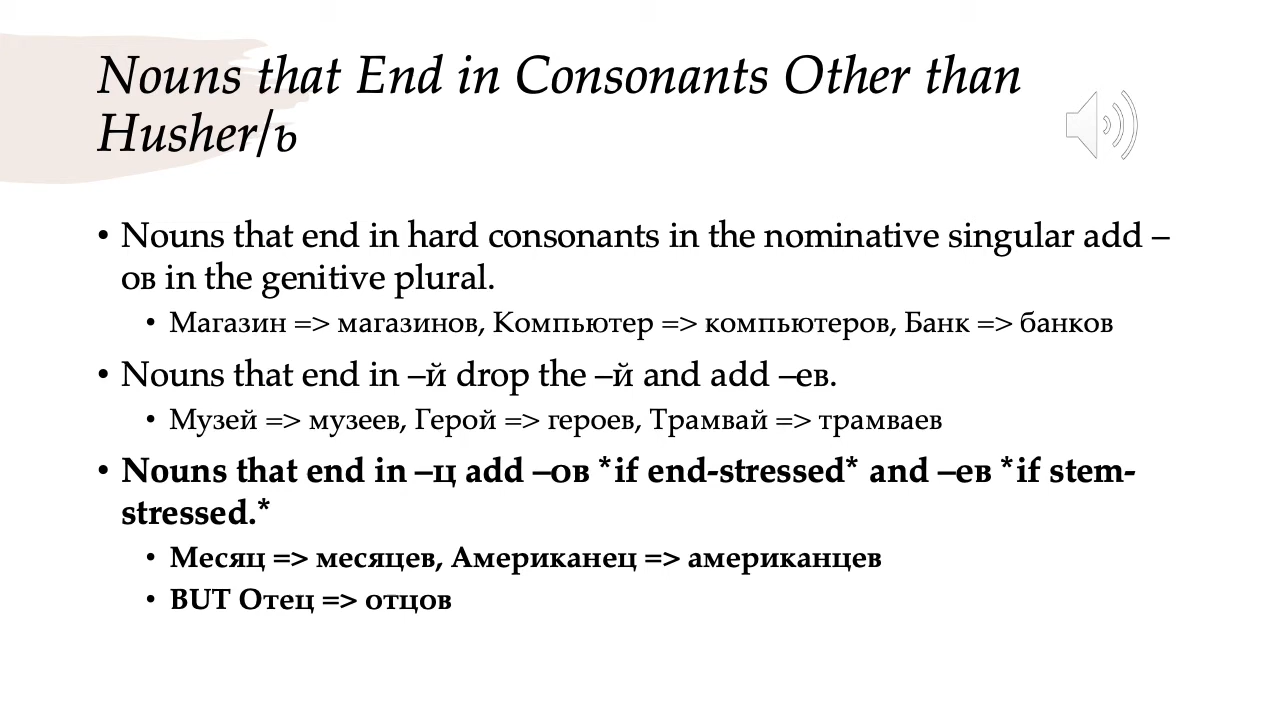 Nouns that End in Consonants Other than
Husher/ь
• Nouns that end in hard consonants in the nominative singular add –
ов in the genitive plural.
• Магазин => магазинов, Компьютер => компьютеров, Банк => банков
• Nouns that end in –й drop the –й and add –ев.
• Музей => музеев, Герой => героев, Трамвай => трамваев
• Nouns that end in –ц add –ов *if end-stressed* and –ев *if stem-
stressed.*
• Месяц => месяцев, Американец => американцев
• BUT Отец => отцов